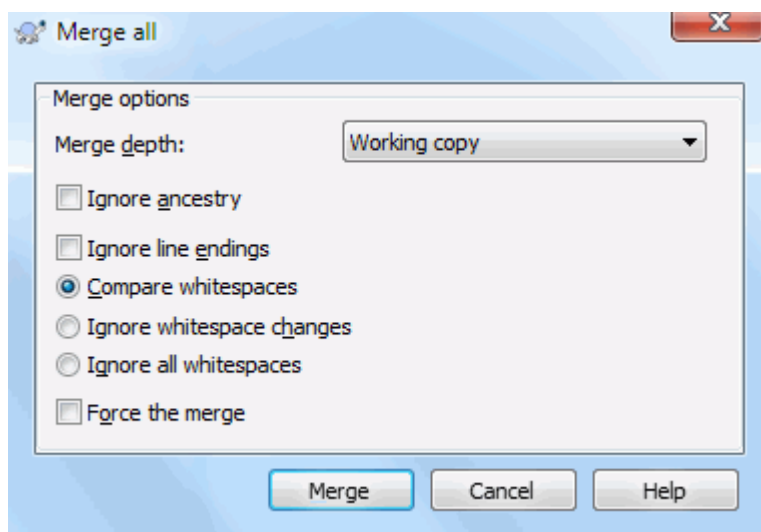 Merge all
Merge options
Merge depth: Working copy
Ignore ancestry
Ignore line endings
Compare whitespaces
Ignore whitespace changes
Ignore all whitespaces
Force the merge
Merge Cancel Help